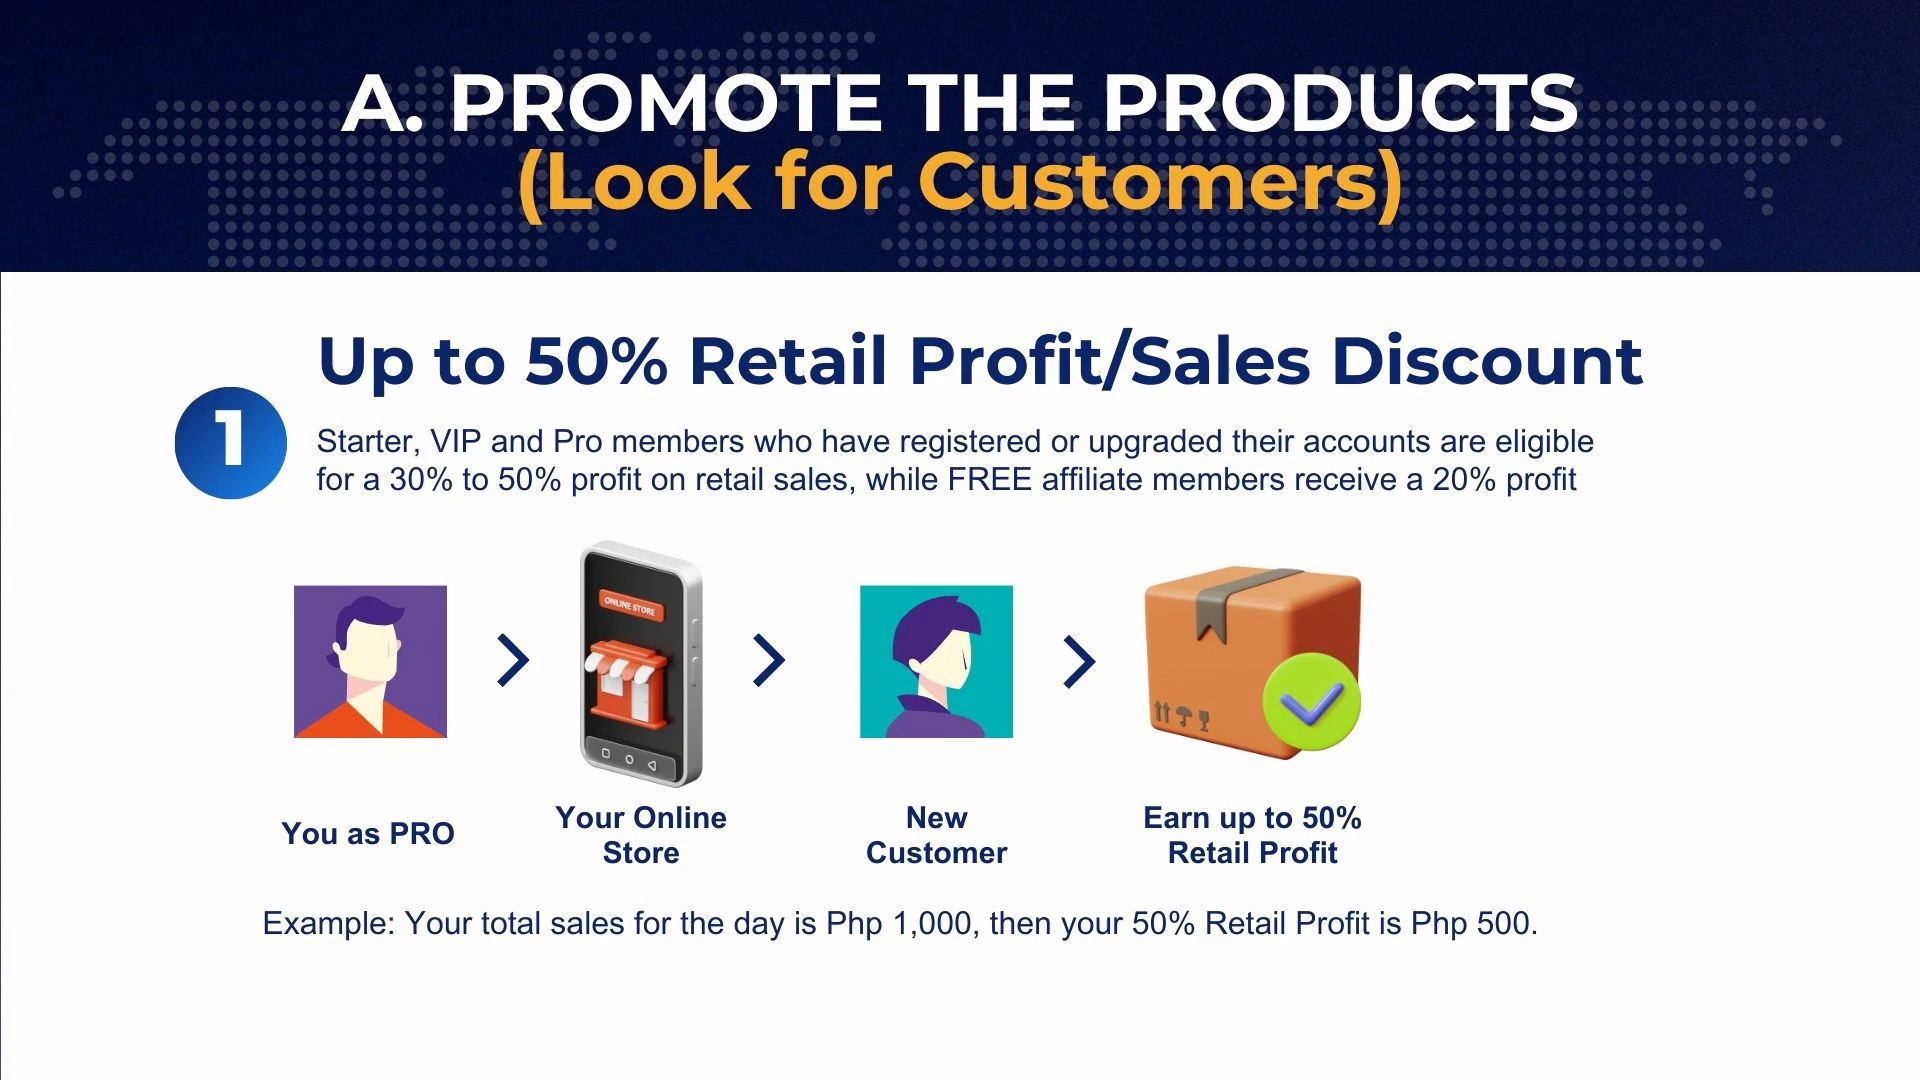 A. PROMOTE THE PRODUCTS
(Look for Customers)
Up to 50% Retail Profit/Sales Discount
1
Starter, VIP and Pro members who have registered or upgraded their accounts are eligible
for a 30% to 50% profit on retail sales, while FREE affiliate members receive a 20% profit
ONLINE STORE
You as PRO
Your Online
Store
New
Customer
Earn up to 50%
Retail Profit
Example: Your total sales for the day is Php 1,000, then your 50% Retail Profit is Php 500.